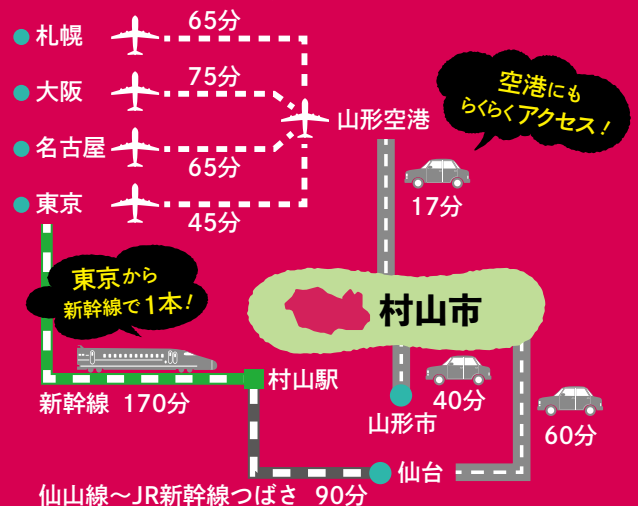 札幌
65分
大阪
75分
名古屋
65分
東京
45分
山形空港
空港にも
らくらくアクセス！
17分
東京から
新幹線で1本！
村山市
村山駅
新幹線 170分
40分
山形市
60分
仙台
仙山線～JR新幹線つばさ 90分